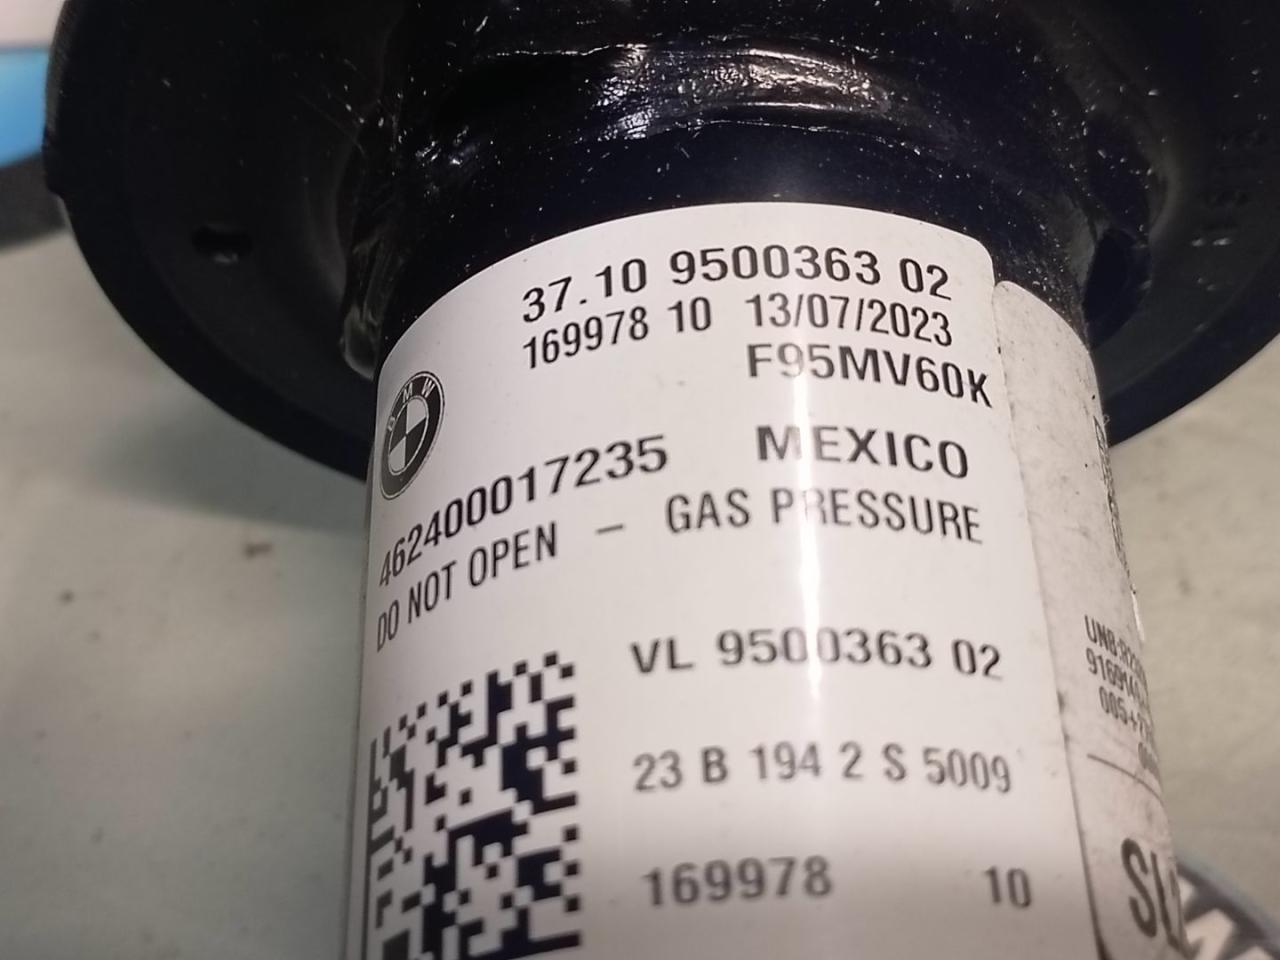 37.10 9500363 02
169978 10 13/07/2023
F95MV60K
BMW
462400017235 MEXICO
DO NOT OPEN – GAS PRESSURE
VL 9500363 02
23 B 194 2 S 5009
169978 10